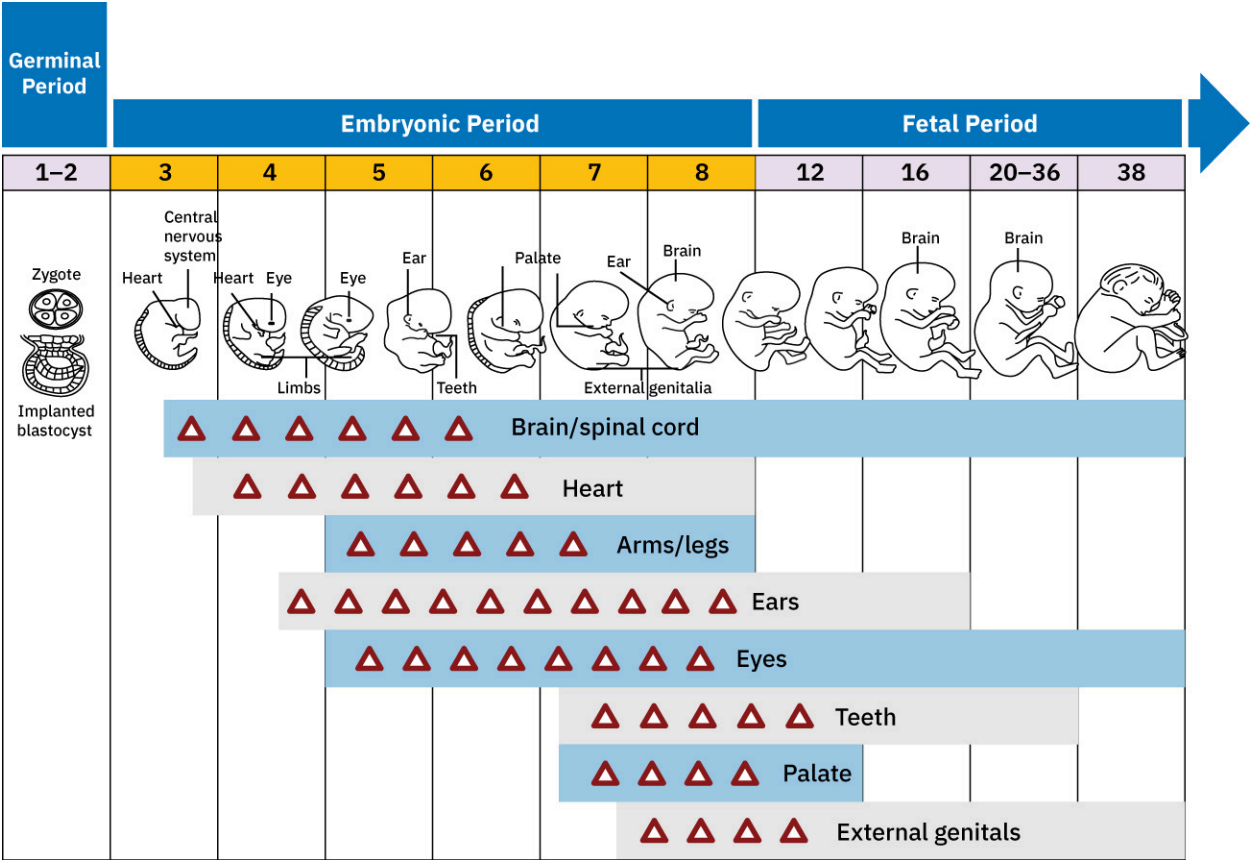 Germinal
Period
Embryonic Period
Fetal Period
1–2
3
4
5
6
7
8
12
16
20–36
38
Central
nervous
system
Heart
Heart
Eye
Eye
Ear
Palate
Ear
Brain
Brain
Brain
Zygote
Implanted
blastocyst
Limbs
Teeth
External genitalia
Brain/spinal cord
Heart
Arms/legs
Ears
Eyes
Teeth
Palate
External genitals